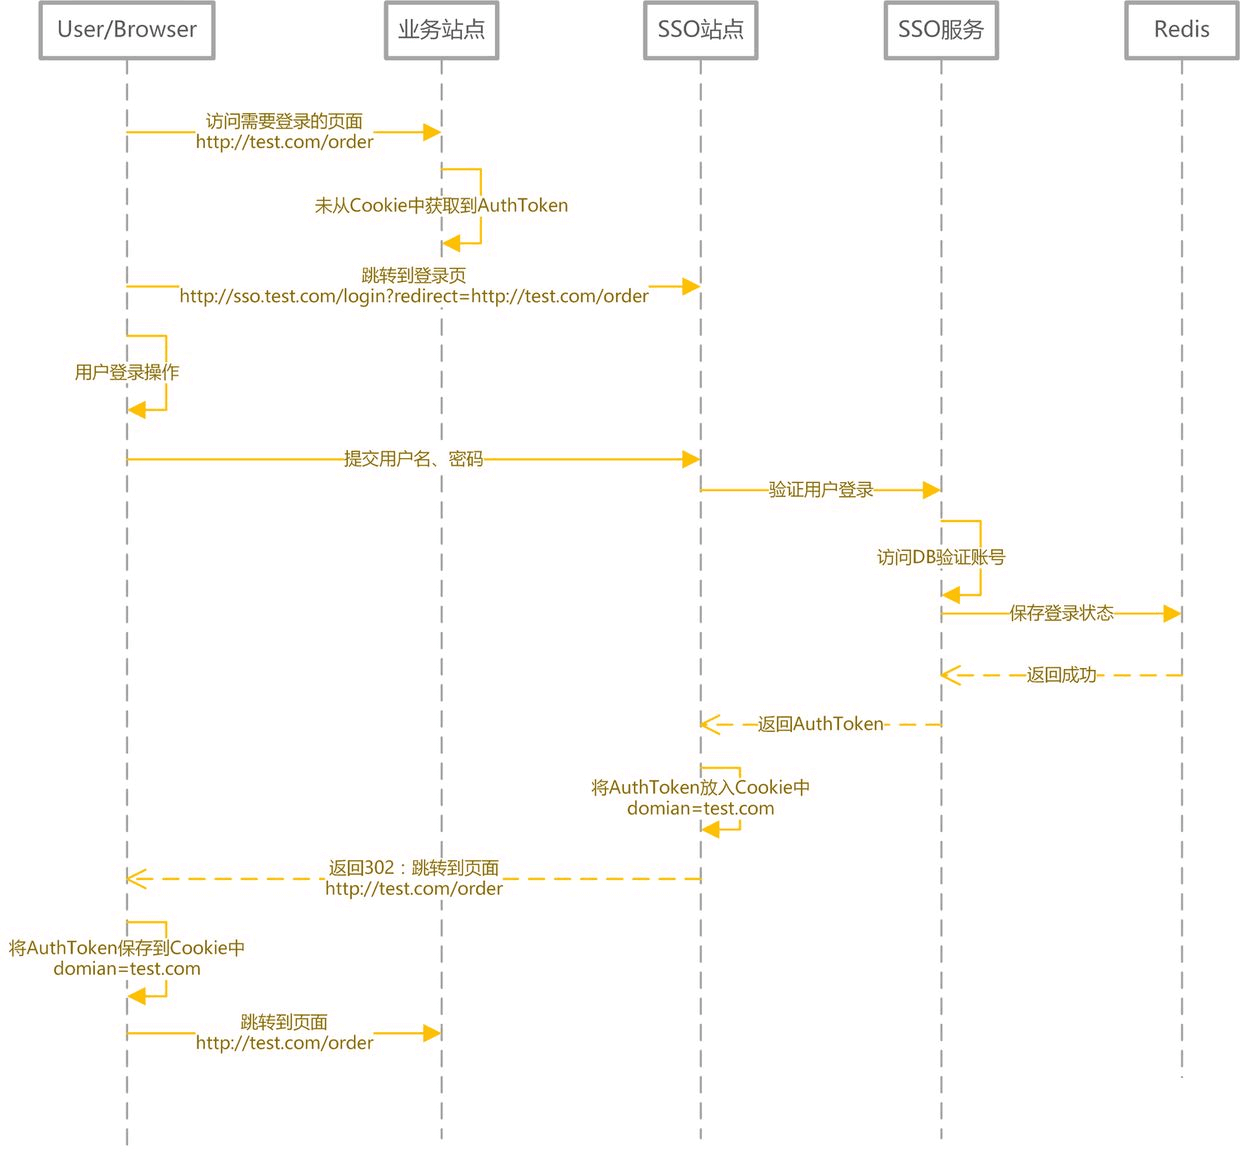 User/Browser
业务站点
SSO站点
SSO服务
Redis
访问需要登录的页面
http://test.com/order
未从Cookie中获取到AuthToken
跳转到登录页
http://sso.test.com/login?redirect=http://test.com/order
用户登录操作
提交用户名、密码
验证用户登录
访问DB验证账号
保存登录状态
返回成功
返回AuthToken
将AuthToken放入Cookie中
domian=test.com
返回302：跳转到页面
http://test.com/order
将AuthToken保存到Cookie中
domian=test.com
跳转到页面
http://test.com/order